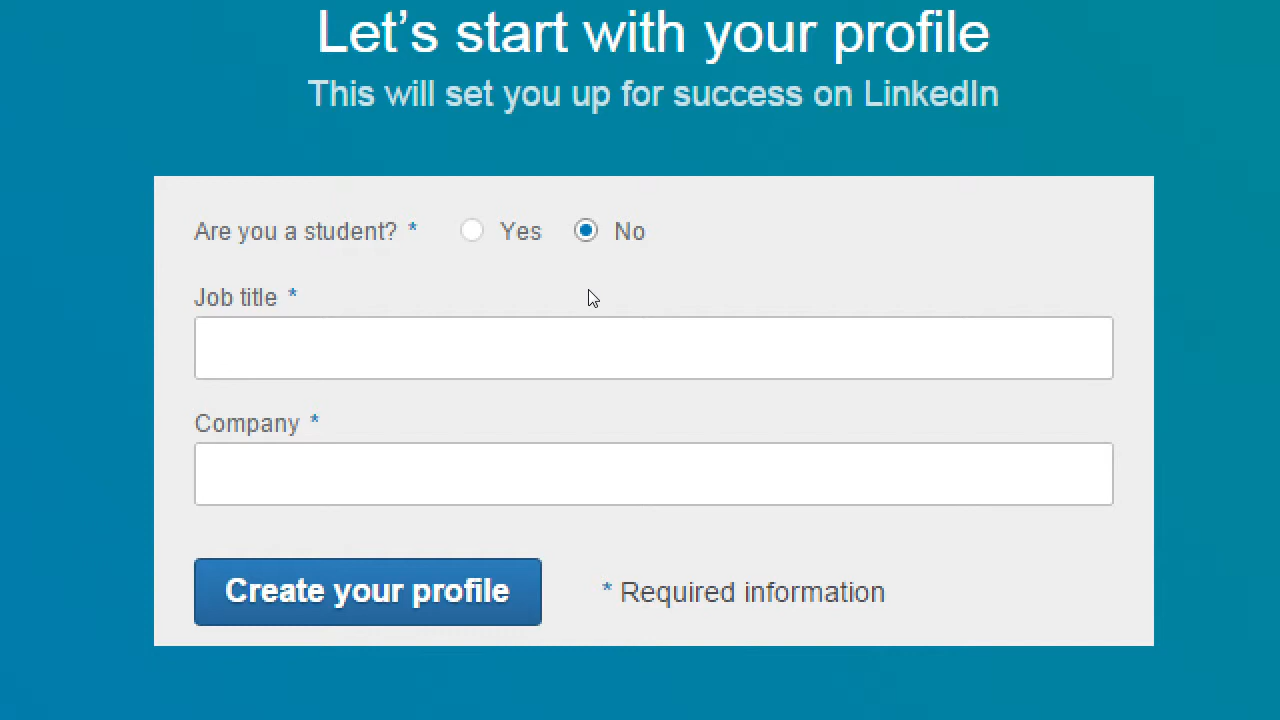 Let's start with your profile
This will set you up for success on LinkedIn
Are you a student? * Yes No
Job title *
Company *
Create your profile * Required information